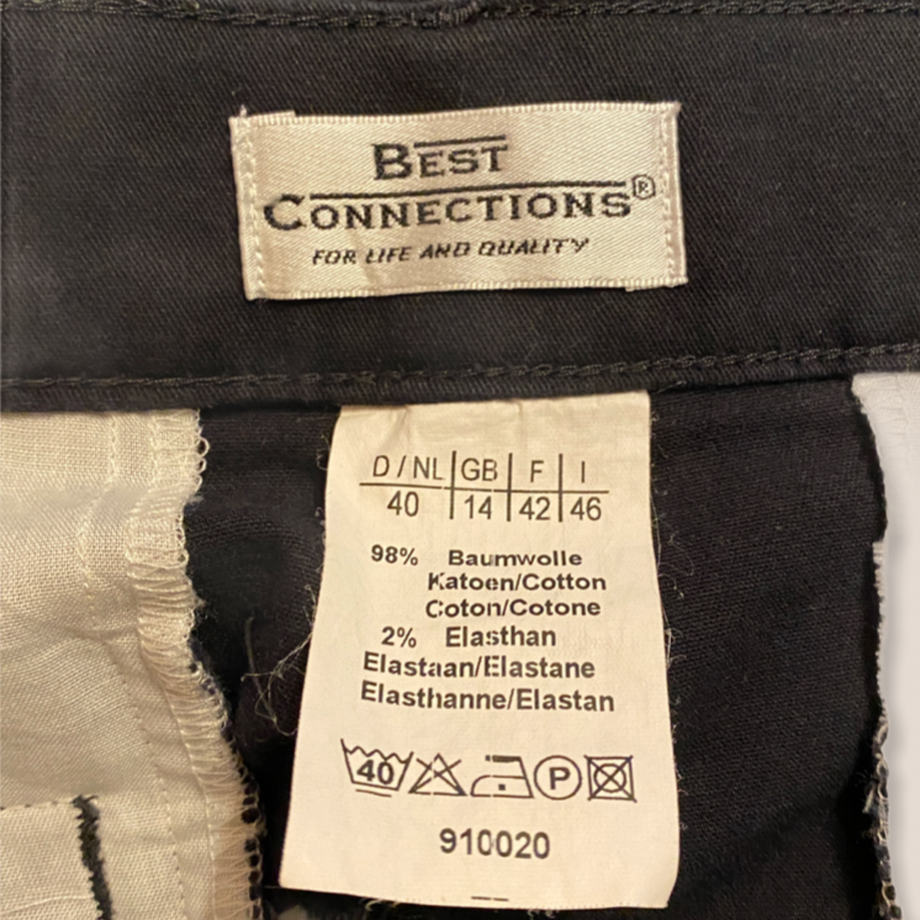 BEST
CONNECTIONS®
FOR LIFE AND QUALITY
D / NL GB F I
40 14 42 46
98% Baumwolle
Katoen/Cotton
Coton/Cotone
2% Elasthan
Elastaan/Elastane
Elasthanne/Elastan
40 P
910020